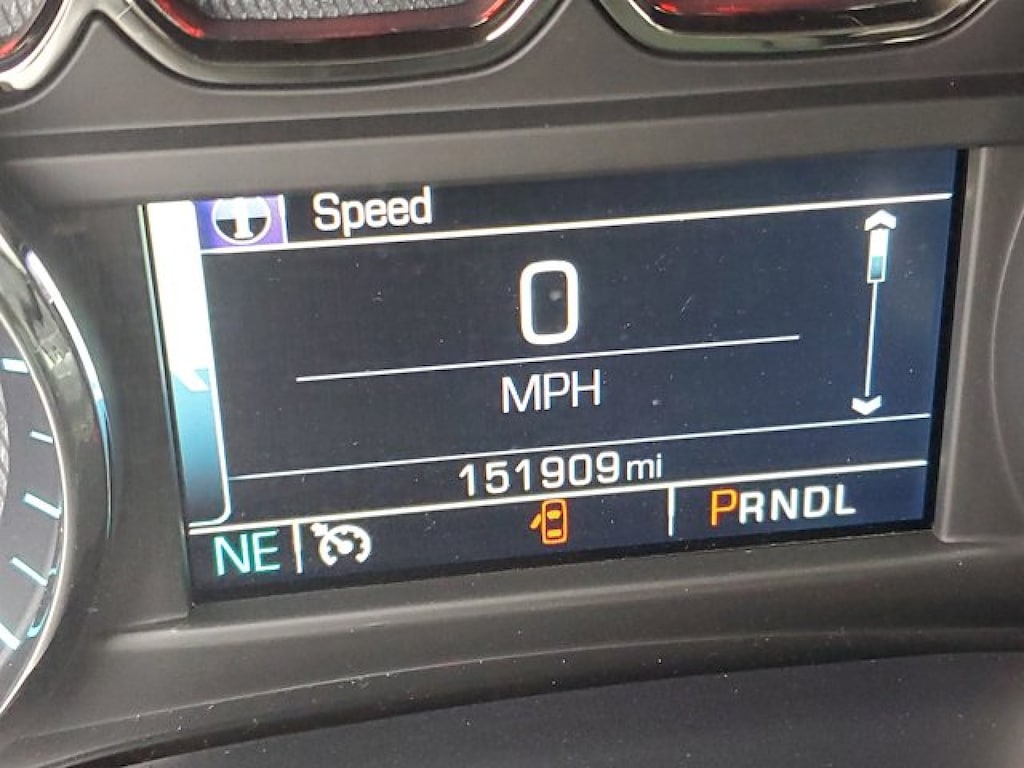 Speed
0
MPH
151909 mi
NE
PRNDL